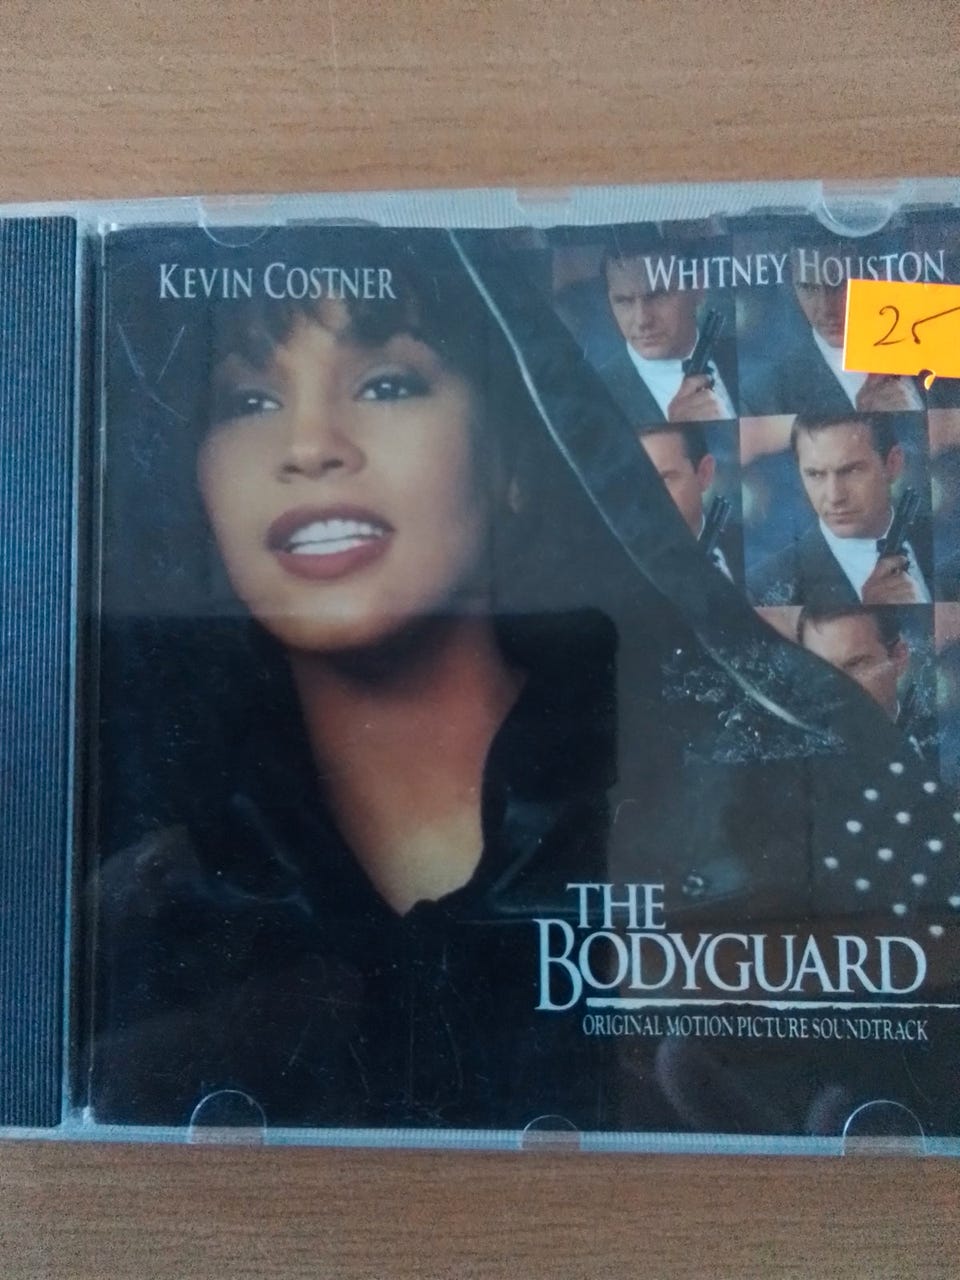 KEVIN COSTNER
WHITNEY HOUSTON
25
THE
BODYGUARD
ORIGINAL MOTION PICTURE SOUNDTRACK